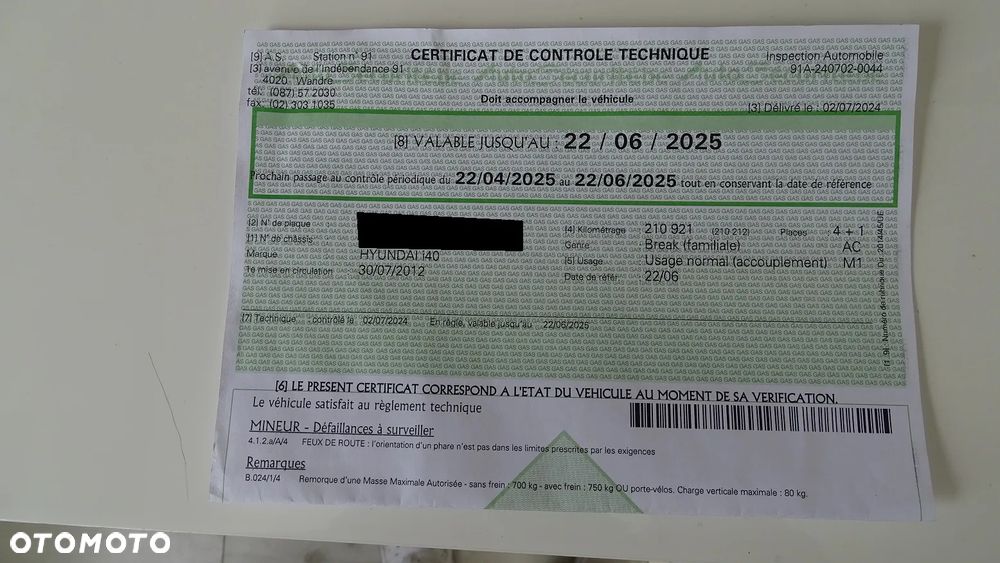 [9] A.S. Station n° 91
[3] avenue de l'indépendance 91
4020 Wandre
tél. (087) 57 2030
fax. (02) 303 1035
CERTIFICAT DE CONTROLE TECHNIQUE
Doit accompagner le véhicule
Inspection Automobile
91A-240702-0044
[3] Délivré le : 02/07/2024
[8] VALABLE JUSQU'AU : 22 / 06 / 2025
Prochain passage au contrôle périodique du 22/04/2025 au 22/06/2025 tout en conservant la date de référence
[2] N° de plaque
[1] N° de châssis
Marque HYUNDAI i40
1e mise en circulation : 30/07/2012
[4] Kilométrage : 210 921 (210 212) Places 4 + 1
Genre Break (familiale) AC
[5] Usage Usage normal (accouplement) M1
Date de référ. 22/06
[7] Technique : contrôlé le 02/07/2024 En règle, valable jusqu'au 22/06/2025
[6] LE PRESENT CERTIFICAT CORRESPOND A L'ETAT DU VEHICULE AU MOMENT DE SA VERIFICATION.
Le véhicule satisfait au règlement technique
MINEUR - Défaillances à surveiller
4.1.2.a/A/4 FEUX DE ROUTE : l'orientation d'un phare n'est pas dans les limites prescrites par les exigences
Remarques
B.024/1/4 Remorque d'une Masse Maximale Autorisée - sans frein : 700 kg - avec frein : 750 kg OU porte-vélos. Charge verticale maximale : 80 kg.
OTOMOTO